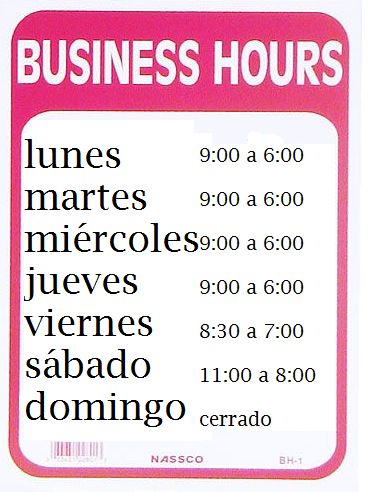 BUSINESS HOURS
lunes 9:00 a 6:00
martes 9:00 a 6:00
miércoles 9:00 a 6:00
jueves 9:00 a 6:00
viernes 8:30 a 7:00
sábado 11:00 a 8:00
domingo cerrado
NASSCO BH-1